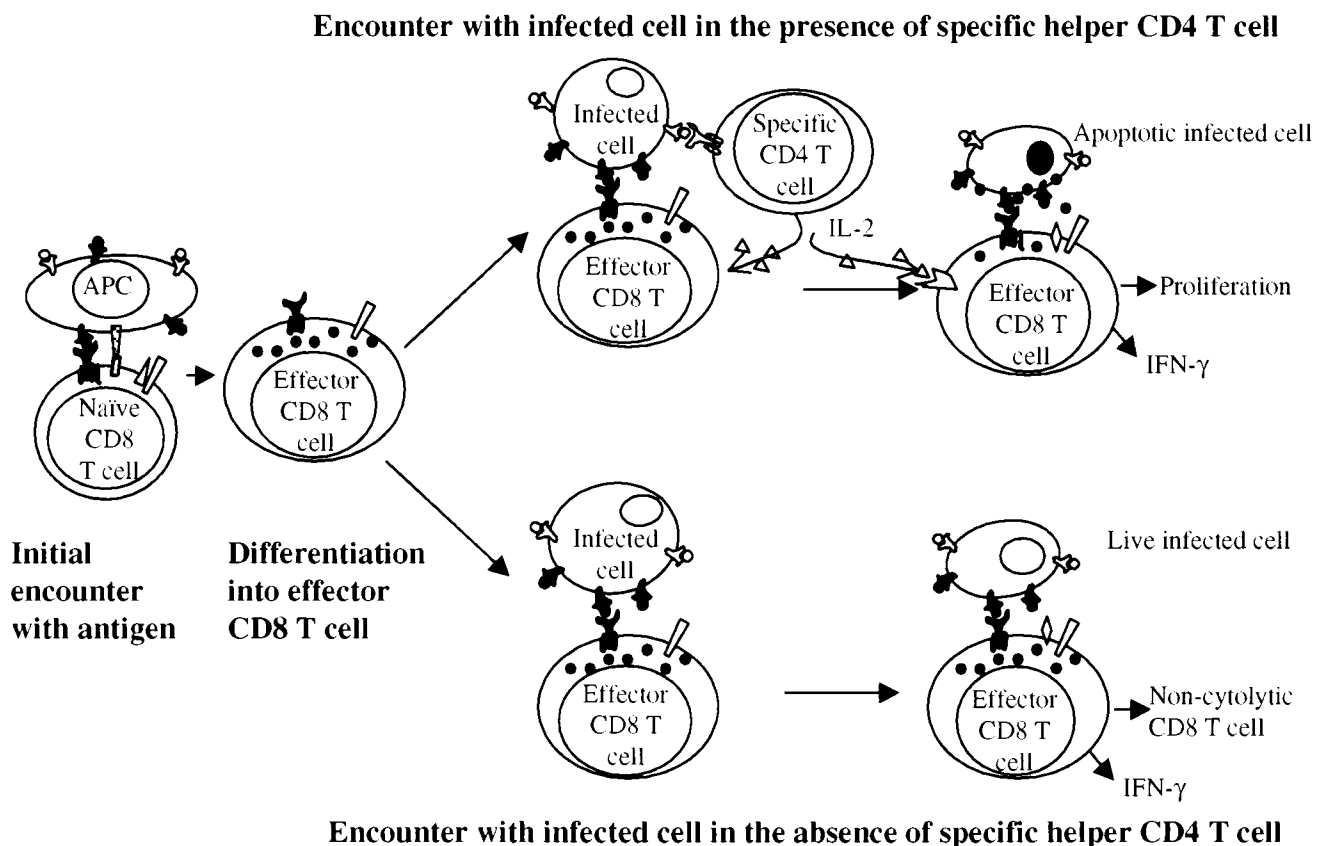 Encounter with infected cell in the presence of specific helper CD4 T cell
Infected
cell
Specific
CD4 T
cell
Apoptotic infected cell
IL-2
APC
Effector
CD8 T
cell
Effector
CD8 T
cell
Proliferation
IFN-γ
Naïve
CD8
T cell
Effector
CD8 T
cell
Initial
encounter
with antigen
Differentiation
into effector
CD8 T cell
Infected
cell
Live infected cell
Effector
CD8 T
cell
Effector
CD8 T
cell
Non-cytolytic
CD8 T cell
IFN-γ
Encounter with infected cell in the absence of specific helper CD4 T cell